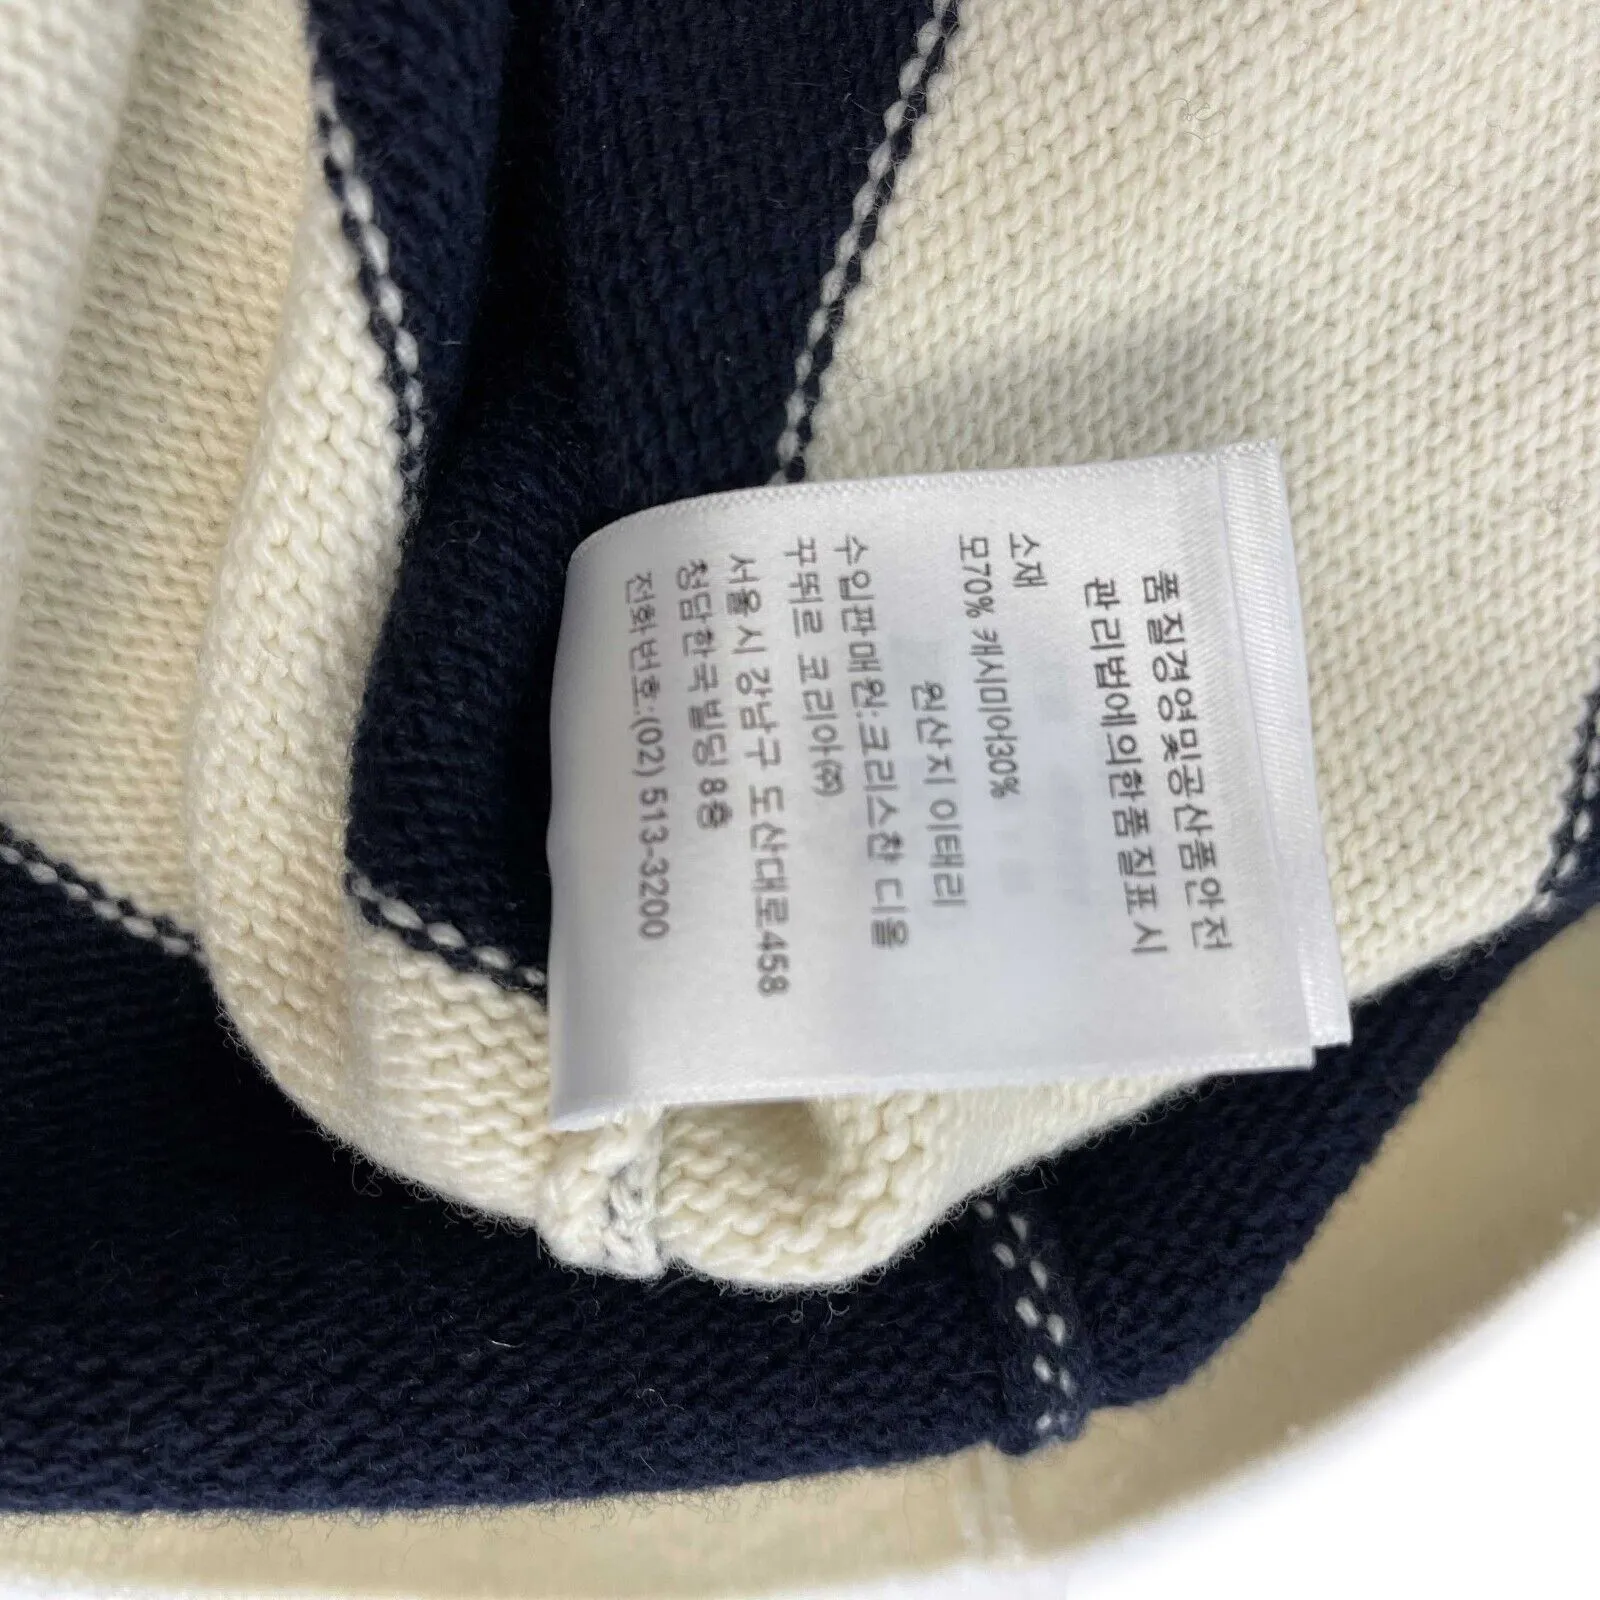 품질경영및공산품안전
관리법에의한품질표시
소재
모70% 캐시미어30%
원산지 이태리
수입판매원:크리스챤 디올
꾸뛰르 코리아(주)
서울시 강남구 도산대로458
청담한국빌딩 8층
전화번호:(02) 513-3200